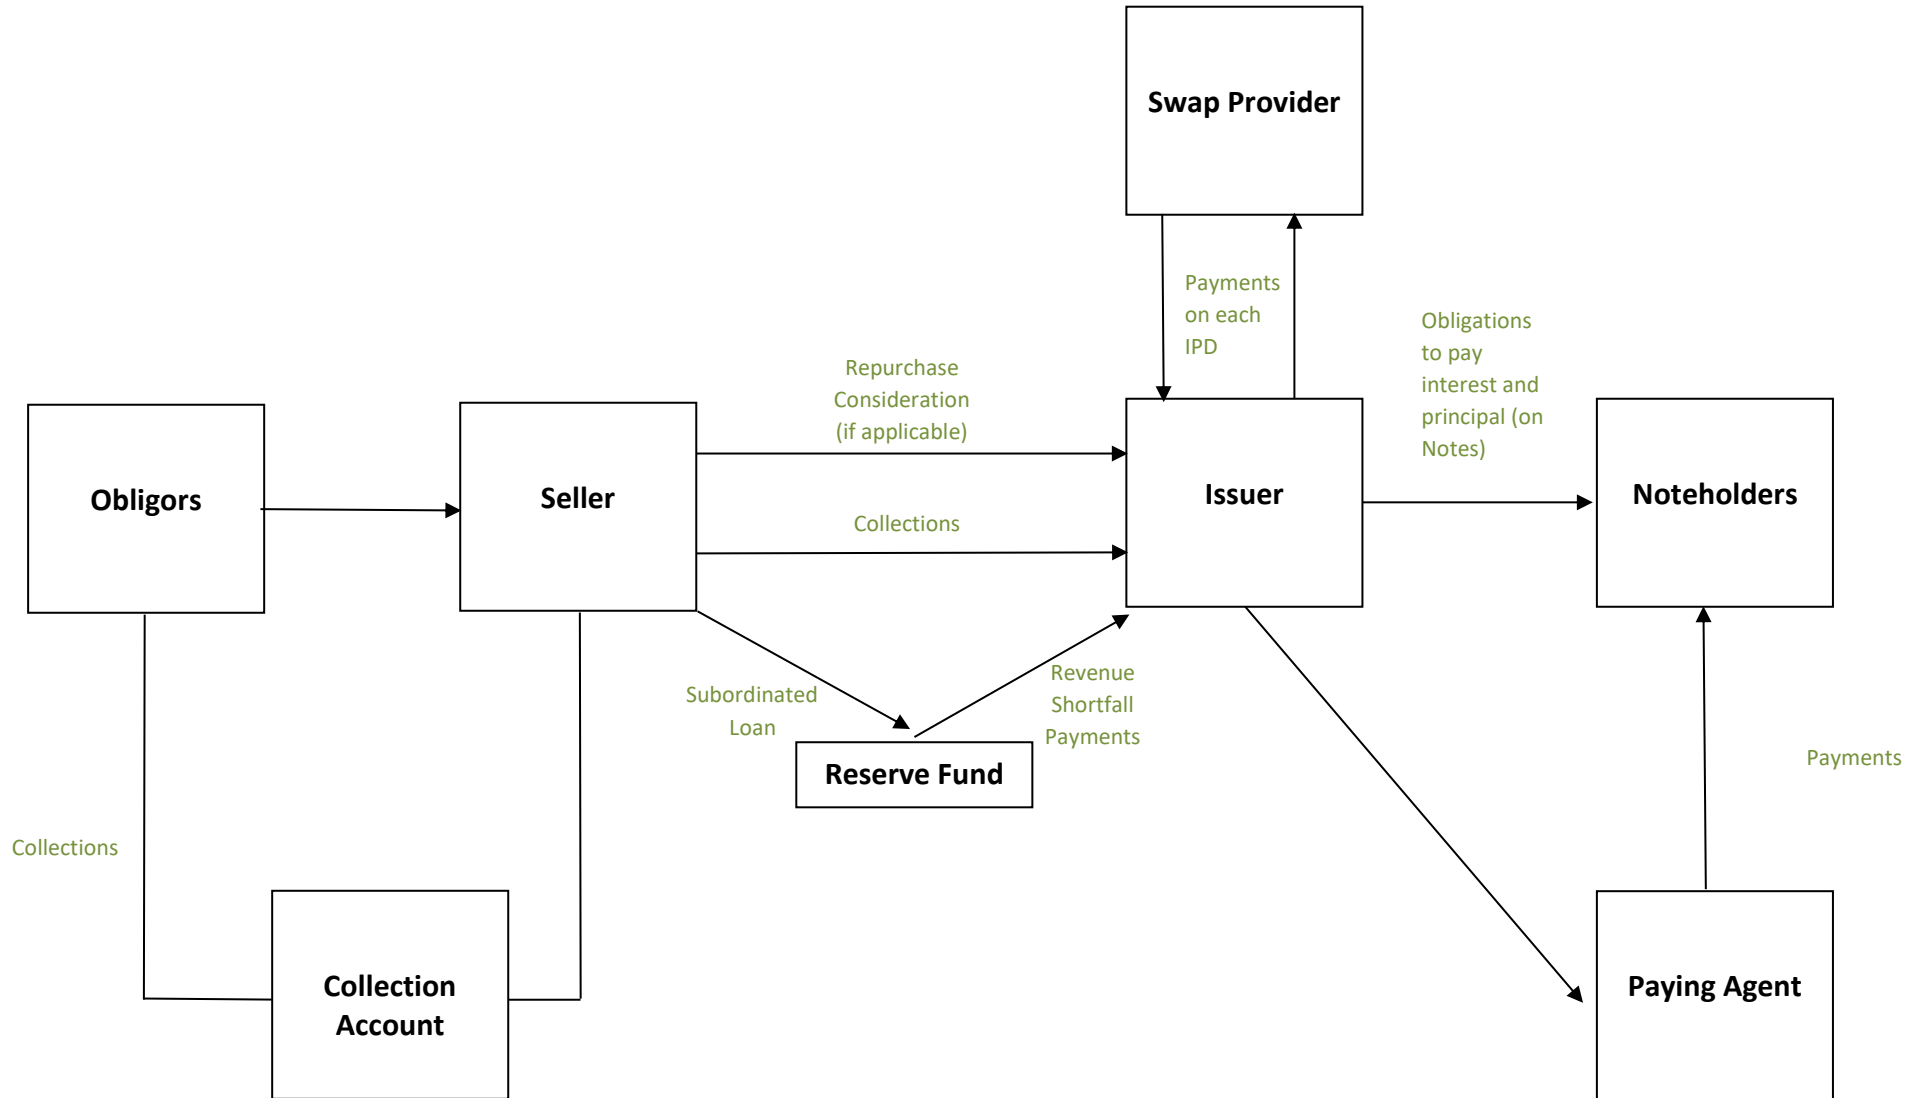 Swap Provider
Payments
on each
IPD
Obligations
to pay
interest and
principal (on
Notes)
Repurchase
Consideration
(if applicable)
Obligors
Seller
Issuer
Noteholders
Collections
Subordinated
Loan
Revenue
Shortfall
Payments
Reserve Fund
Payments
Collections
Collection
Account
Paying Agent